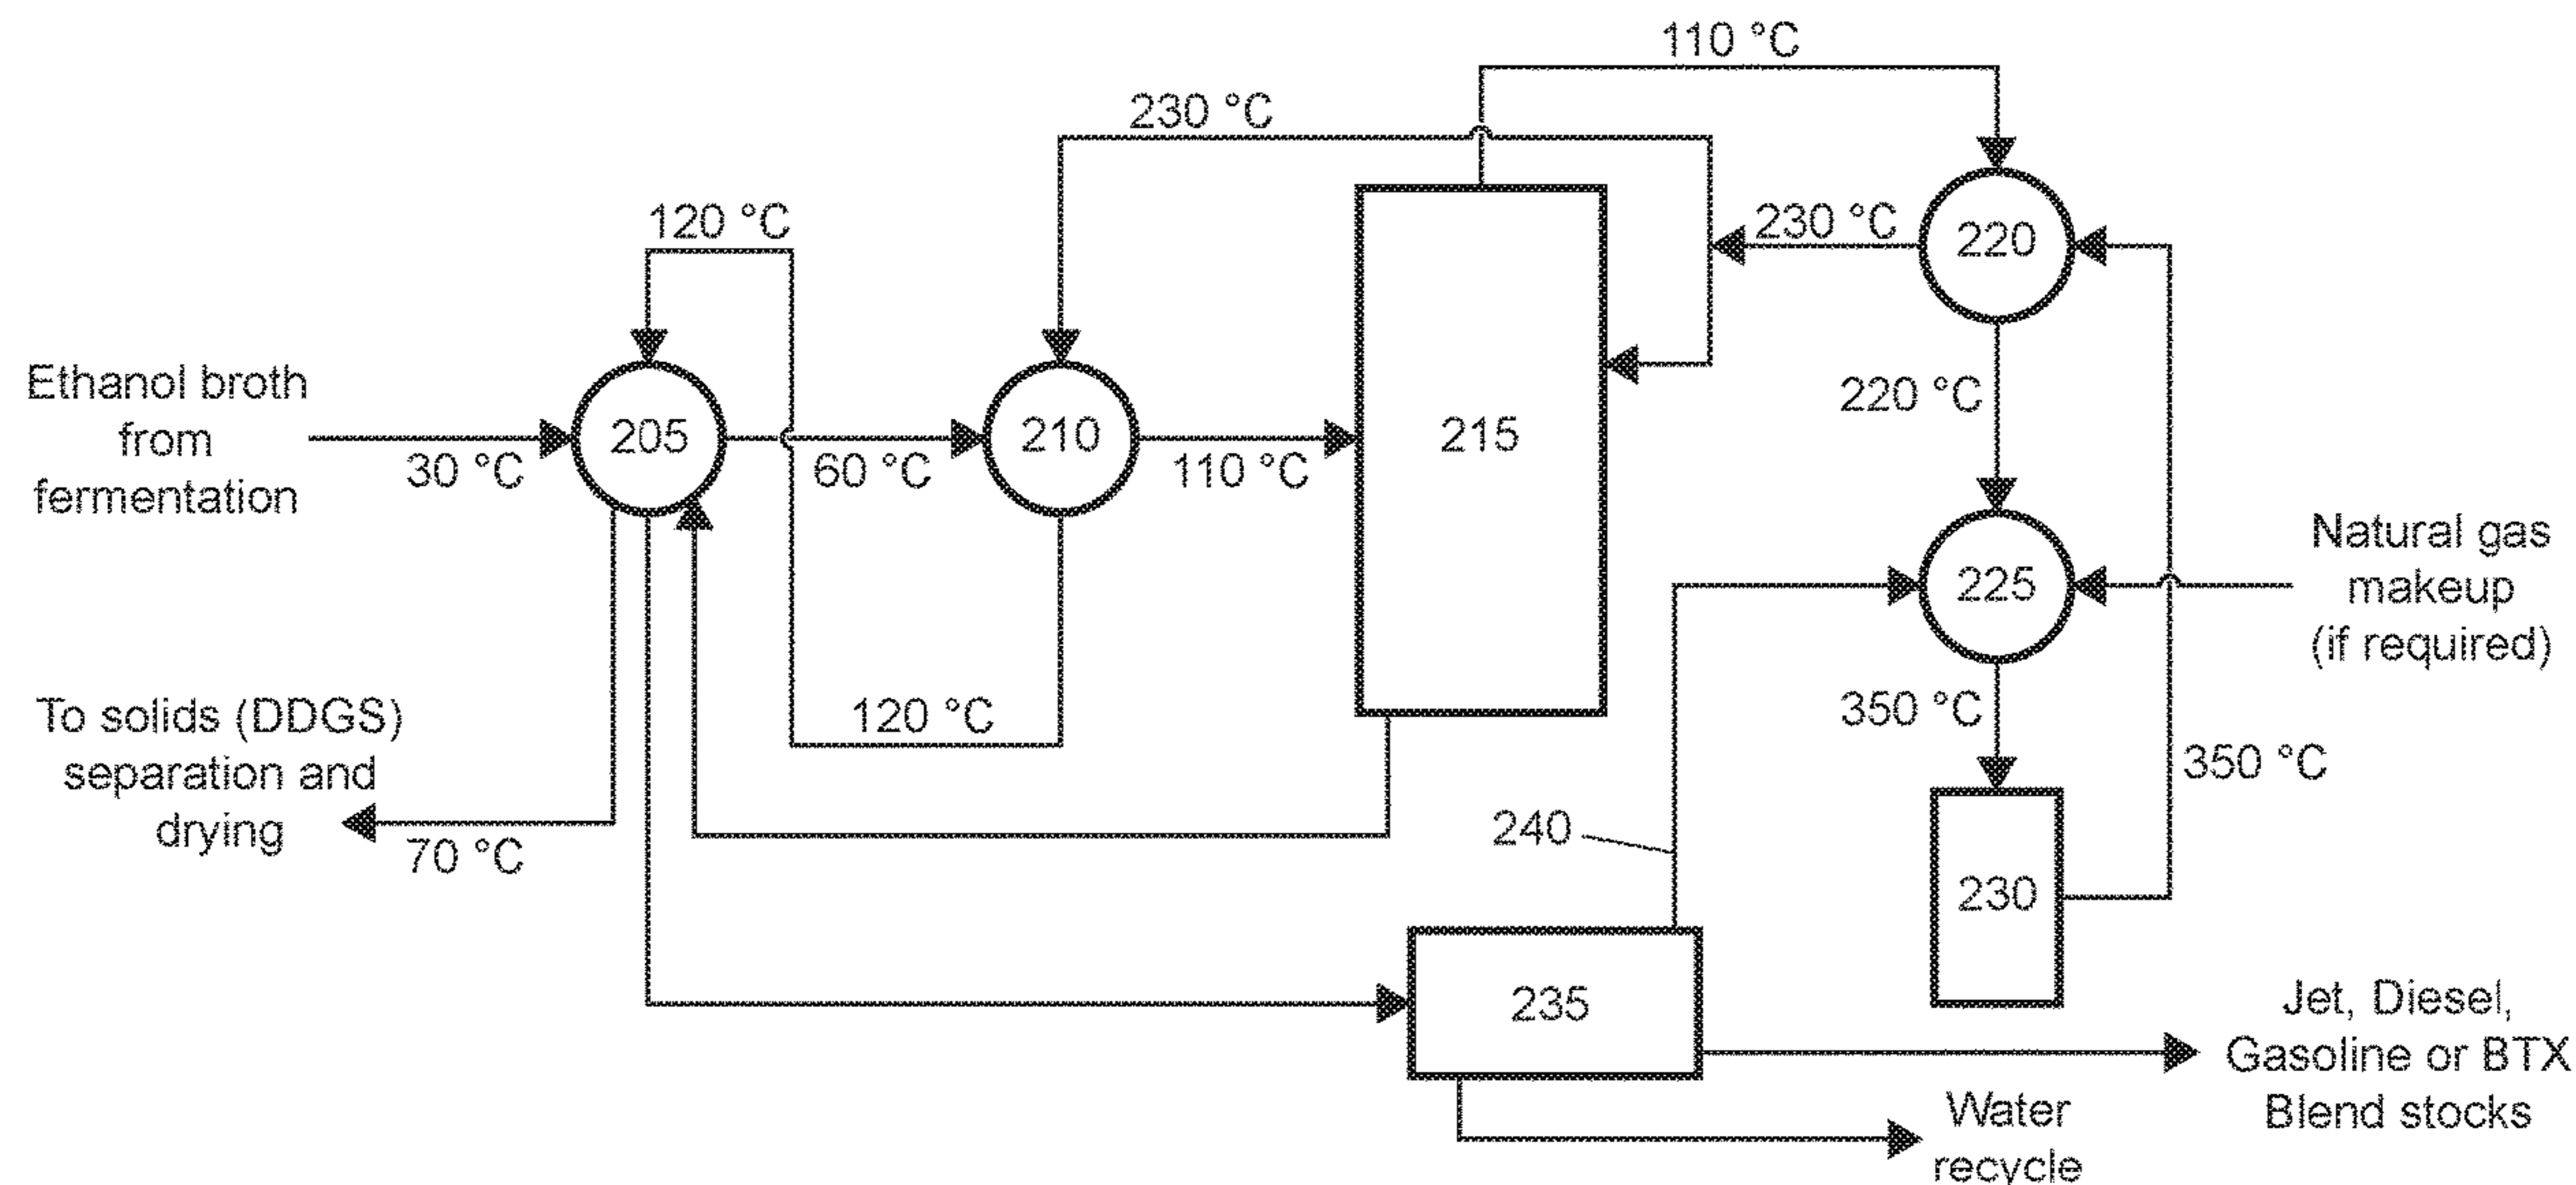 110 °C
230 °C
120 °C
230 °C
220
Ethanol broth
from
fermentation
30 °C
205
60 °C
210
110 °C
215
220 °C
225
Natural gas
makeup
(if required)
To solids (DDGS)
separation and
drying
70 °C
120 °C
350 °C
350 °C
240
230
235
Jet, Diesel,
Gasoline or BTX
Blend stocks
Water
recycle